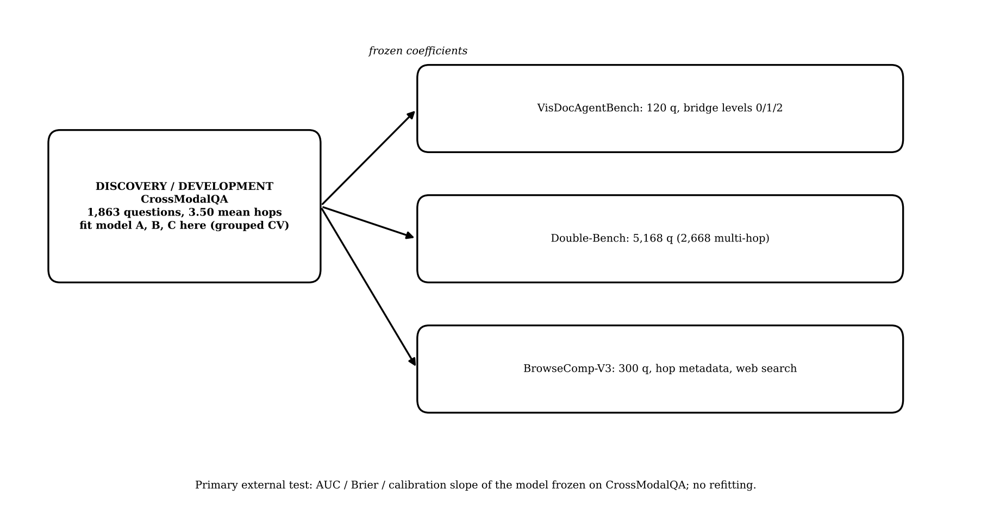 frozen coefficients
VisDocAgentBench: 120 q, bridge levels 0/1/2
DISCOVERY / DEVELOPMENT
CrossModalQA
1,863 questions, 3.50 mean hops
fit model A, B, C here (grouped CV)
Double-Bench: 5,168 q (2,668 multi-hop)
BrowseComp-V3: 300 q, hop metadata, web search
Primary external test: AUC / Brier / calibration slope of the model frozen on CrossModalQA; no refitting.